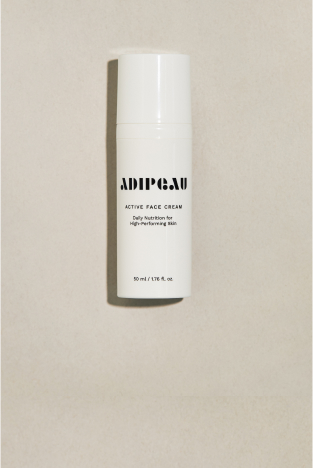 ADIPEAU
ACTIVE FACE CREAM
Daily Nutrition for
High-Performing Skin
50 ml / 1.76 fl. oz.